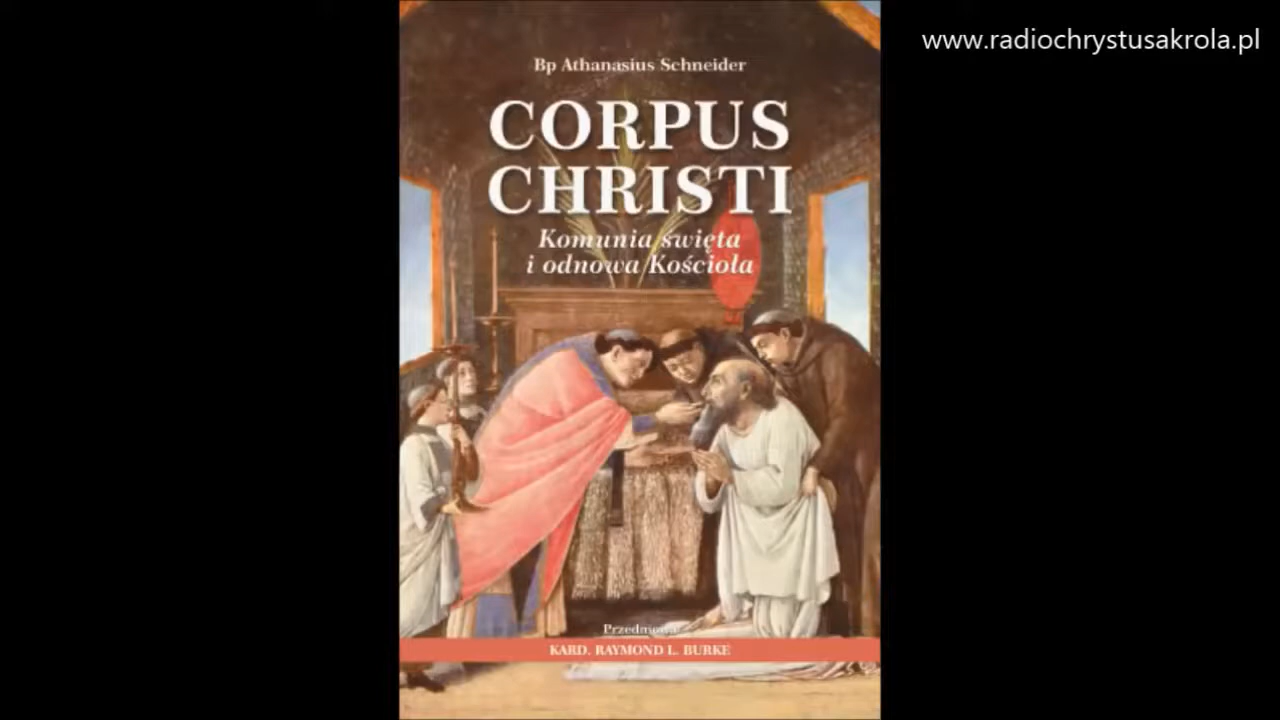 www.radiochrystusakrola.pl
Bp Athanasius Schneider
CORPUS
CHRISTI
Komunia święta
i odnowa Kościoła
Przedmowa
KARD. RAYMOND L. BURKE